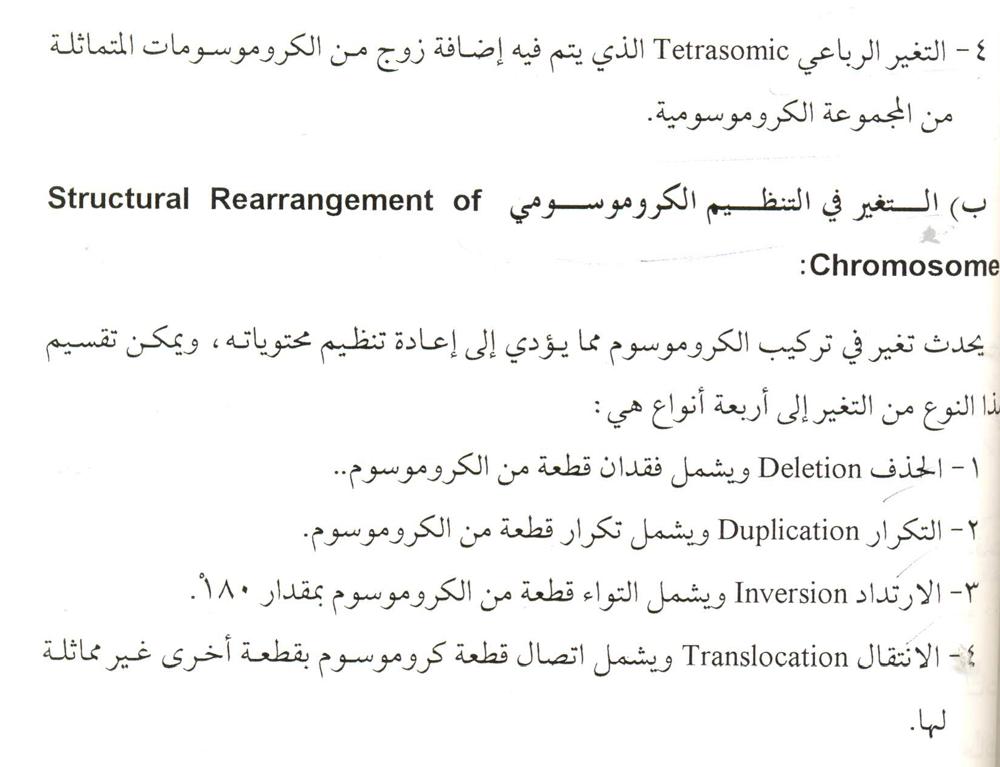 ٤- التغير الرباعي Tetrasomic الذي يتم فيه إضافة زوج من الكروموسومات المتماثلة
من المجموعة الكروموسومية.
ب) التغير في التنظيم الكروموسومي Structural Rearrangement of
Chromosome:
يحدث تغير في تركيب الكروموسوم مما يؤدي إلى إعادة تنظيم محتوياته، ويمكن تقسيم
النوع من التغير إلى أربعة أنواع هي:
١- الحذف Deletion ويشمل فقدان قطعة من الكروموسوم..
٢- التكرار Duplication ويشمل تكرار قطعة من الكروموسوم.
٣- الارتداد Inversion ويشمل التواء قطعة من الكروموسوم بمقدار ١٨٠°.
٤- الانتقال Translocation ويشمل اتصال قطعة كروموسوم بقطعة أخرى غير مماثلة
لها.